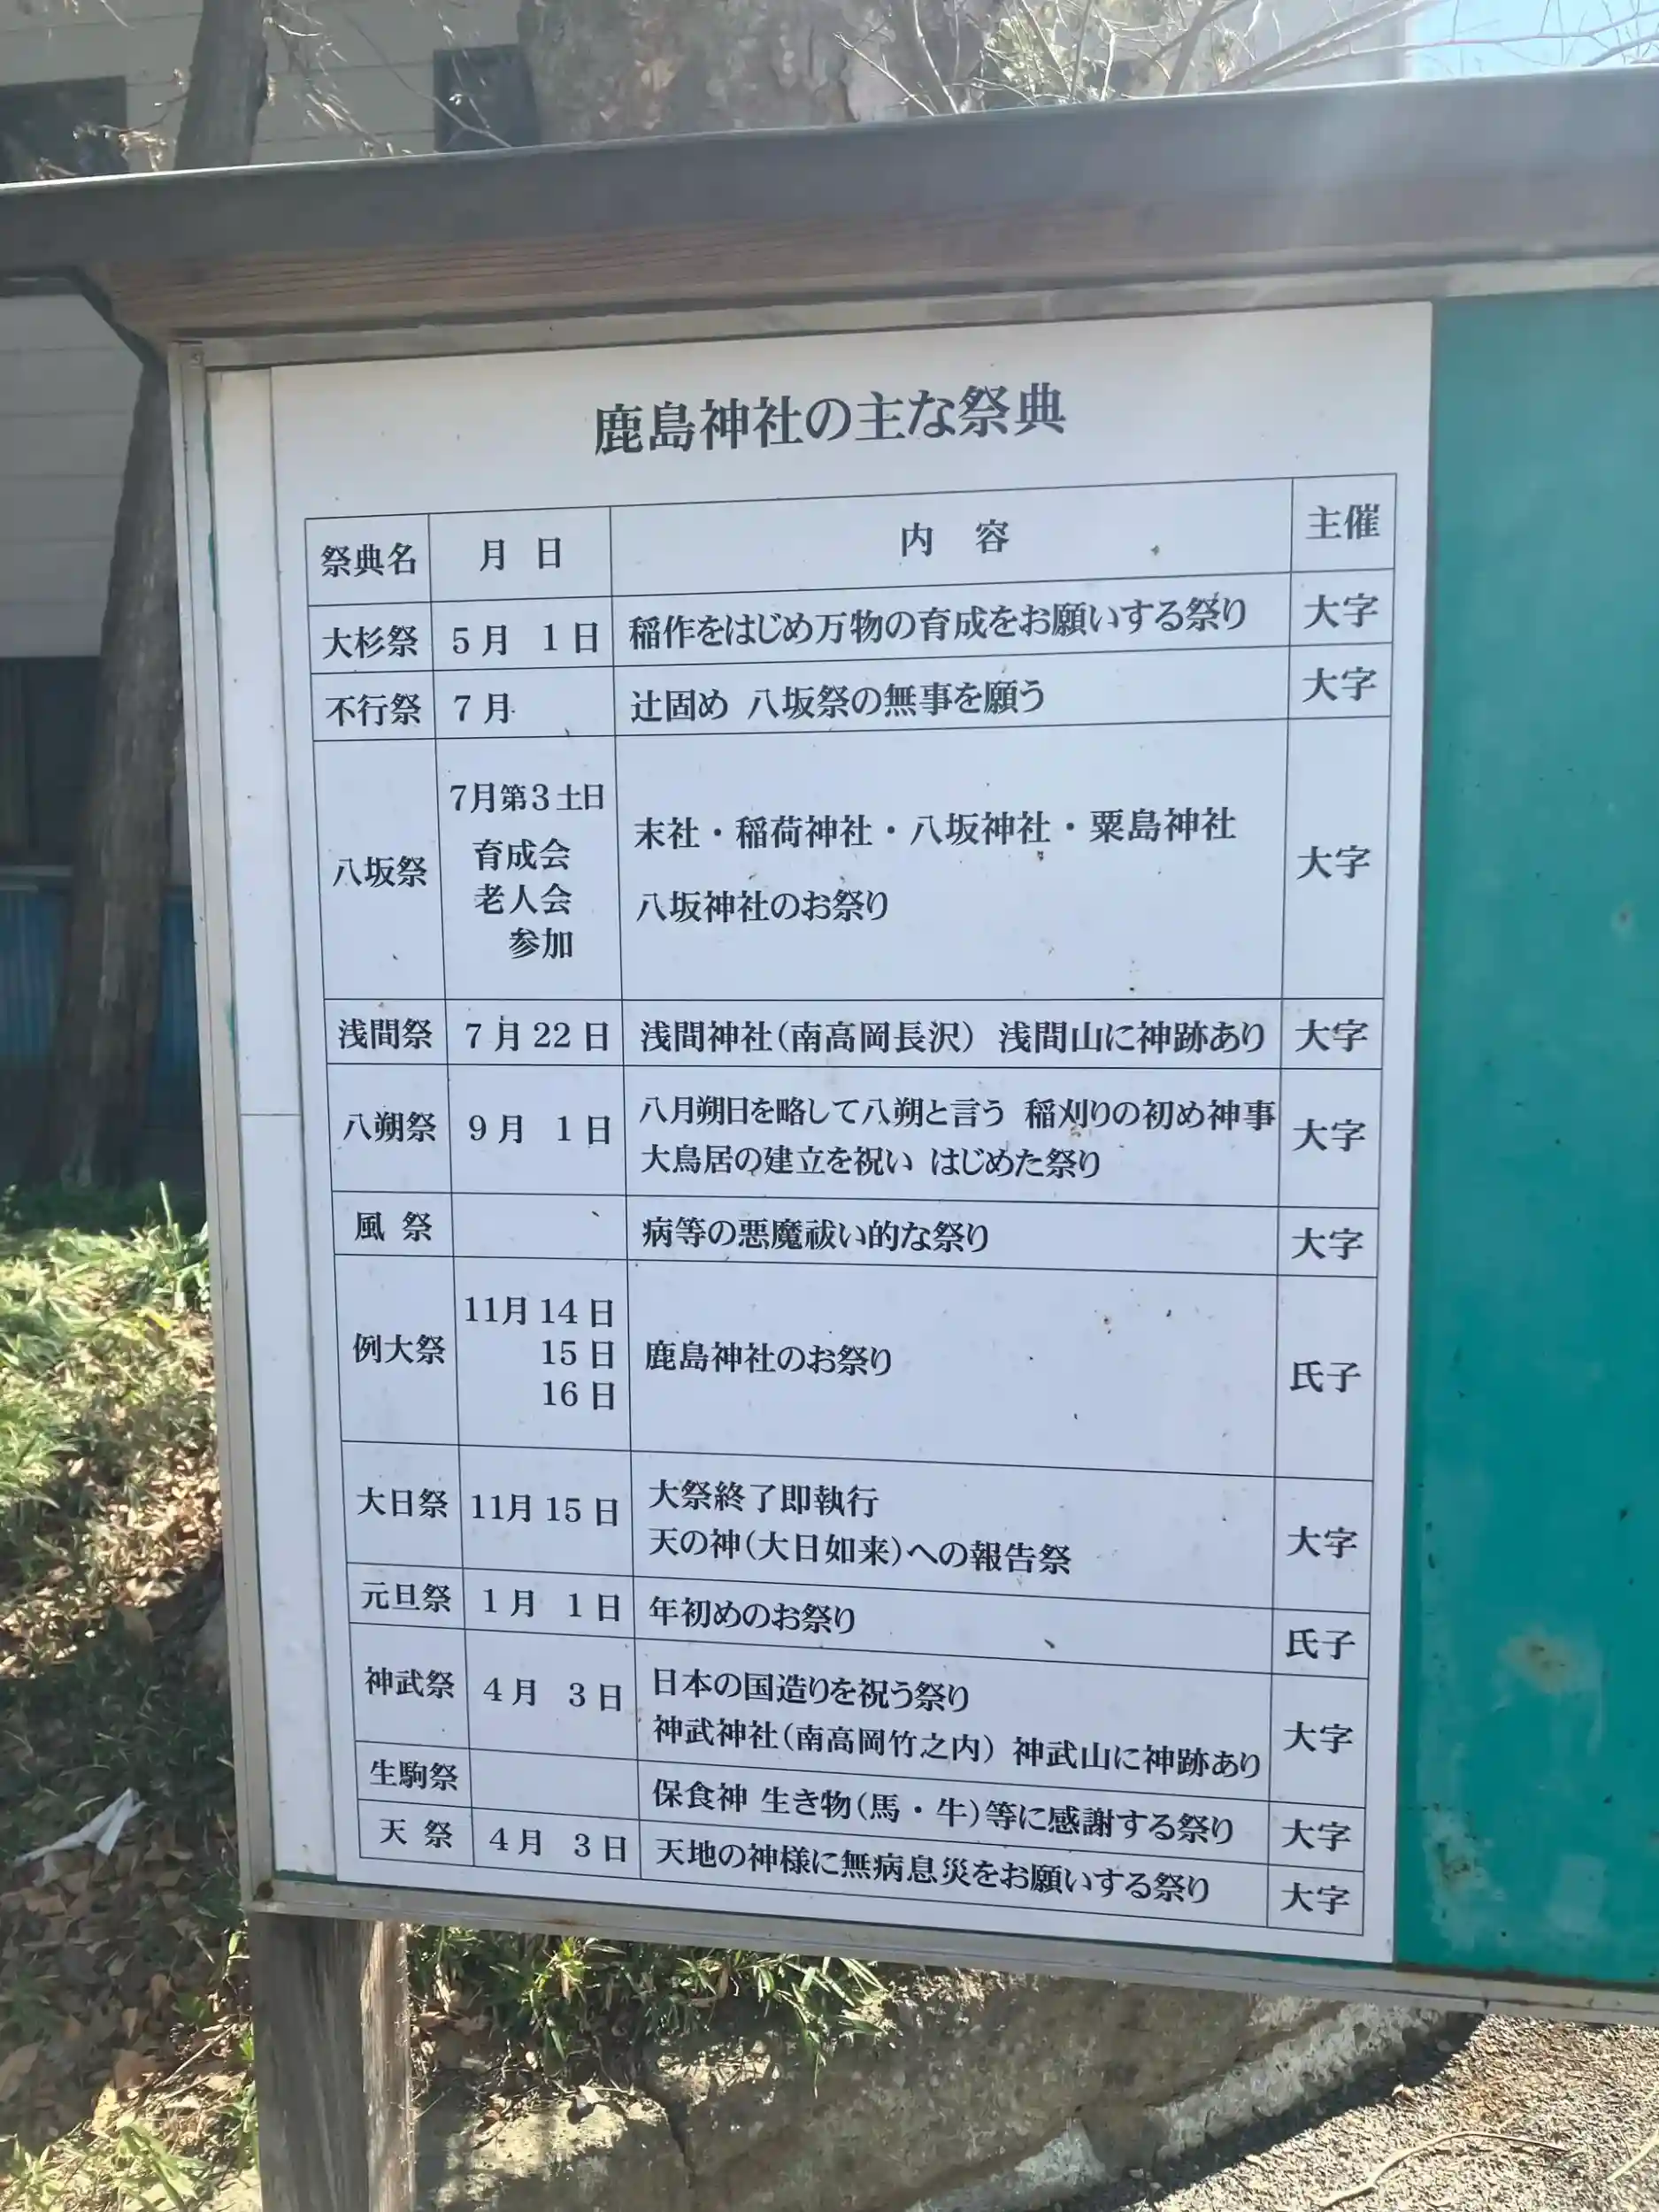 鹿島神社の主な祭典
祭典名 月 日 内 容 主催
大杉祭 5月 1日 稲作をはじめ万物の育成をお願いする祭り 大字
不行祭 7月 辻固め 八坂祭の無事を願う 大字
八坂祭 7月第3土日 育成会 老人会 参加 末社・稲荷神社・八坂神社・粟島神社 八坂神社のお祭り 大字
浅間祭 7月22日 浅間神社(南高岡長沢) 浅間山に神跡あり 大字
八朔祭 9月 1日 八月朔日を略して八朔と言う 稲刈りの初め神事 大鳥居の建立を祝い はじめた祭り 大字
風 祭 病等の悪魔祓い的な祭り 大字
例大祭 11月14日 15日 16日 鹿島神社のお祭り 氏子
大日祭 11月15日 大祭終了即執行 天の神(大日如来)への報告祭 大字
元旦祭 1月 1日 年初めのお祭り 氏子
神武祭 4月 3日 日本の国造りを祝う祭り 神武神社(南高岡竹之内) 神武山に神跡あり 大字
生駒祭 保食神 生き物(馬・牛)等に感謝する祭り 大字
天 祭 4月 3日 天地の神様に無病息災をお願いする祭り 大字